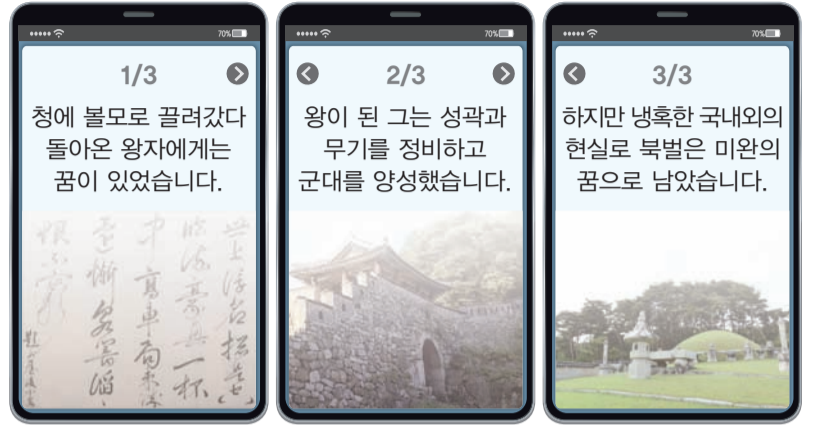 70%
1/3
청에 볼모로 끌려갔다
돌아온 왕자에게는
꿈이 있었습니다.
70%
2/3
왕이 된 그는 성곽과
무기를 정비하고
군대를 양성했습니다.
70%
3/3
하지만 냉혹한 국내외의
현실로 북벌은 미완의
꿈으로 남았습니다.